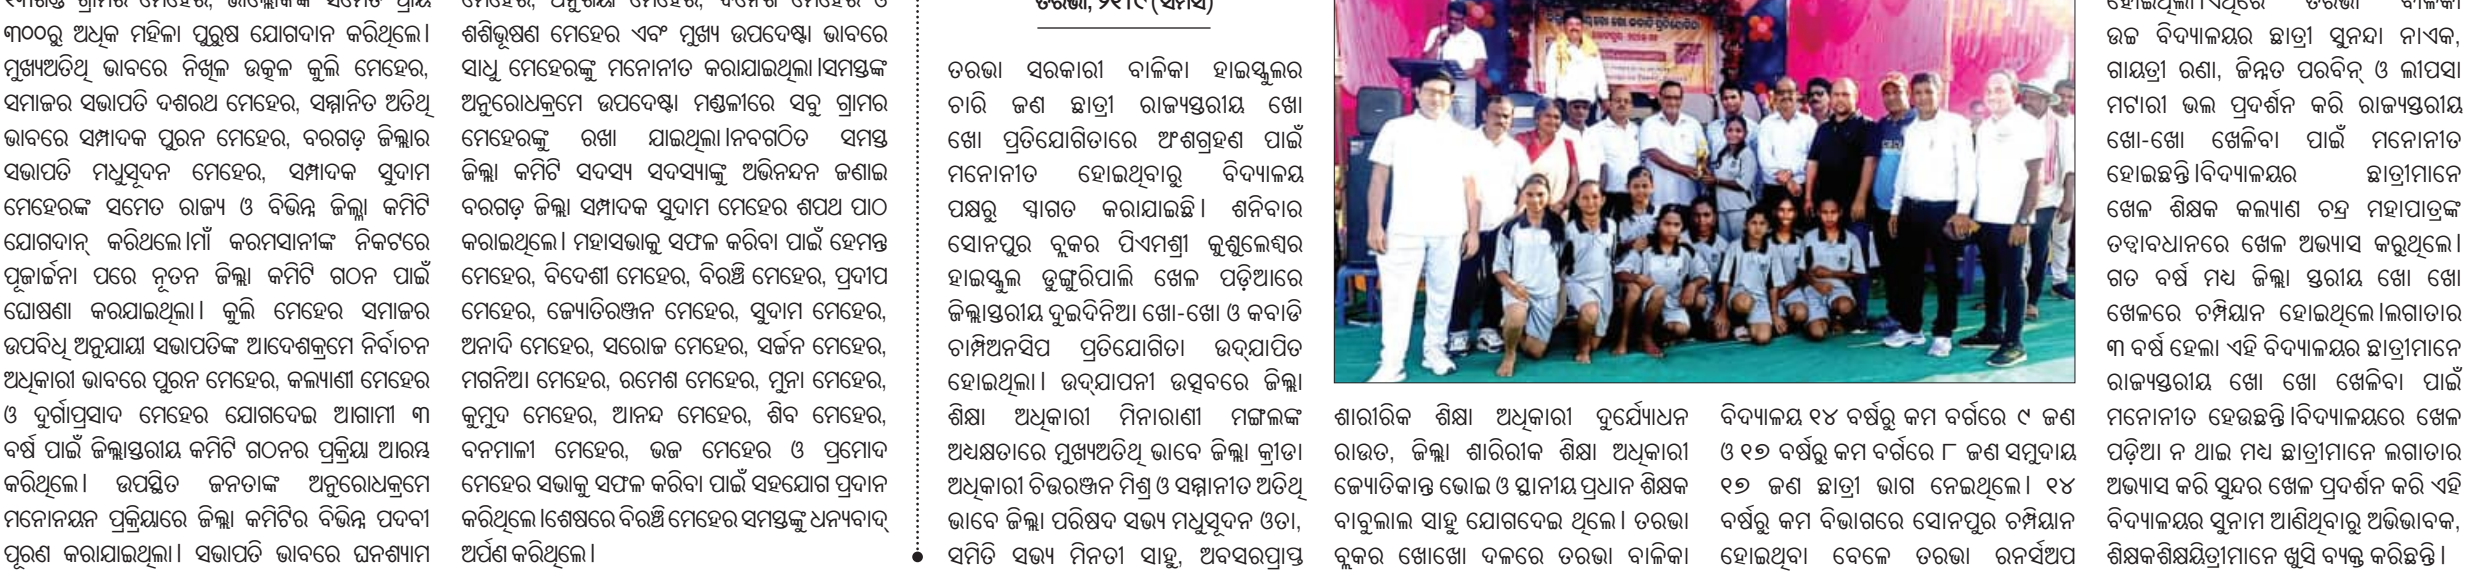 ୩୦୦ରୁ ଅଧିକ ମହିଳା ପୁରୁଷ ଯୋଗଦାନ କରିଥିଲେ।
ମୁଖ୍ୟଅତିଥି ଭାବରେ ନିଖିଳ ଉତ୍କଳ କୁଲି ମେହେର,
ସମାଜର ସଭାପତି ଦଶରଥ ମେହେର, ସମ୍ମାନିତ ଅତିଥି
ଭାବରେ ସମ୍ପାଦକ ପୁରନ ମେହେର, ବରଗଡ଼ ଜିଲ୍ଲାର
ସଭାପତି ମଧୁସୂଦନ ମେହେର, ସମ୍ପାଦକ ସୁଦାମ
ମେହେରଙ୍କ ସମେତ ରାଜ୍ୟ ଓ ବିଭିନ୍ନ ଜିଲ୍ଲା କମିଟି
ଯୋଗଦାନ୍ କରିଥଲେ।ମାଁ କରମସାନୀଙ୍କ ନିକଟରେ
ପୂଜାର୍ଚ୍ଚନା ପରେ ନୂତନ ଜିଲ୍ଲା କମିଟି ଗଠନ ପାଇଁ
ଘୋଷଣା କରଯାଇଥିଲା। କୁଲି ମେହେର ସମାଜର
ଉପବିଧି ଅନୁଯାୟୀ ସଭାପତିଙ୍କ ଆଦେଶକ୍ରମେ ନିର୍ବାଚନ
ଅଧିକାରୀ ଭାବରେ ପୁରନ ମେହେର, କଲ୍ୟାଣୀ ମେହେର
ଓ ଦୁର୍ଗାପ୍ରସାଦ ମେହେର ଯୋଗଦେଇ ଆଗାମୀ ୩
ବର୍ଷ ପାଇଁ ଜିଲ୍ଲାସ୍ତରୀୟ କମିଟି ଗଠନର ପ୍ରକ୍ରିୟା ଆରମ୍ଭ
କରିଥିଲେ। ଉପସ୍ଥିତ ଜନତାଙ୍କ ଅନୁରୋଧକ୍ରମେ
ମନୋନୟନ ପ୍ରକ୍ରିୟାରେ ଜିଲ୍ଲା କମିଟିର ବିଭିନ୍ନ ପଦବୀ
ପୂରଣ କରାଯାଇଥିଲା। ସଭାପତି ଭାବରେ ଘନଶ୍ୟାମ
ମେହେର, ଅନୁଶୟା ମେହେର, ଦିନେଶ ମେହେର ଓ
ଶଶିଭୂଷଣ ମେହେର ଏବଂ ମୁଖ୍ୟ ଉପଦେଷ୍ଟା ଭାବରେ
ସାଧୁ ମେହେରଙ୍କୁ ମନୋନୀତ କରାଯାଇଥିଲା।ସମସ୍ତଙ୍କ
ଅନୁରୋଧକ୍ରମେ ଉପଦେଷ୍ଟା ମଣ୍ଡଳୀରେ ସବୁ ଗ୍ରାମର
ମେହେରଙ୍କୁ ରଖା ଯାଇଥିଲା।ନବଗଠିତ ସମସ୍ତ
ଜିଲ୍ଲା କମିଟି ସଦସ୍ୟ ସଦସ୍ୟାଙ୍କୁ ଅଭିନନ୍ଦନ ଜଣାଇ
ବରଗଡ଼ ଜିଲ୍ଲା ସମ୍ପାଦକ ସୁଦାମ ମେହେର ଶପଥ ପାଠ
କରାଇଥିଲେ। ମହାସଭାକୁ ସଫଳ କରିବା ପାଇଁ ହେମନ୍ତ
ମେହେର, ବିଦେଶୀ ମେହେର, ବିରଞ୍ଚି ମେହେର, ପ୍ରଦୀପ
ମେହେର, ଜ୍ୟୋତିରଞ୍ଜନ ମେହେର, ସୁଦାମ ମେହେର,
ଅନାଦି ମେହେର, ସରୋଜ ମେହେର, ସର୍ଜନ ମେହେର,
ମଗନିଆ ମେହେର, ରମେଶ ମେହେର, ମୁନା ମେହେର,
କୁମୁଦ ମେହେର, ଆନନ୍ଦ ମେହେର, ଶିବ ମେହେର,
ବନମାଳୀ ମେହେର, ଭଜ ମେହେର ଓ ପ୍ରମୋଦ
ମେହେର ସଭାକୁ ସଫଳ କରିବା ପାଇଁ ସହଯୋଗ ପ୍ରଦାନ
କରିଥିଲେ।ଶେଷରେ ବିରଞ୍ଚି ମେହେର ସମସ୍ତଙ୍କୁ ଧନ୍ୟବାଦ୍
ଅର୍ପଣ କରିଥିଲେ।
ତରଭା, ୨୧।୯(ସମିସ)
ତରଭା ସରକାରୀ ବାଳିକା ହାଇସ୍କୁଲର
ଚାରି ଜଣ ଛାତ୍ରୀ ରାଜ୍ୟସ୍ତରୀୟ ଖୋ
ଖୋ ପ୍ରତିଯୋଗିତାରେ ଅଂଶଗ୍ରହଣ ପାଇଁ
ମନୋନୀତ ହୋଇଥିବାରୁ ବିଦ୍ୟାଳୟ
ପକ୍ଷରୁ ସ୍ୱାଗତ କରାଯାଇଛି। ଶନିବାର
ସୋନପୁର ବ୍ଲକର ପିଏମଶ୍ରୀ କୁଶୁଲେଶ୍ୱର
ହାଇସ୍କୁଲ ଡୁଙ୍ଗୁରିପାଲି ଖେଳ ପଡ଼ିଆରେ
ଜିଲ୍ଲାସ୍ତରୀୟ ଦୁଇଦିନିଆ ଖୋ-ଖୋ ଓ କବାଡି
ଚାମ୍ପିଅନସିପ ପ୍ରତିଯୋଗିତା ଉଦ୍‌ଯାପିତ
ହୋଇଥିଲା। ଉଦ୍‌ଯାପନୀ ଉତ୍ସବରେ ଜିଲ୍ଲା
ଶିକ୍ଷା ଅଧିକାରୀ ମିନାରାଣୀ ମଙ୍ଗଲଙ୍କ
ଅଧ୍ୟକ୍ଷତାରେ ମୁଖ୍ୟଅତିଥି ଭାବେ ଜିଲ୍ଲା କ୍ରୀଡା
ଅଧିକାରୀ ଚିତ୍ତରଞ୍ଜନ ମିଶ୍ର ଓ ସମ୍ମାନୀତ ଅତିଥି
ଭାବେ ଜିଲ୍ଲା ପରିଷଦ ସଭ୍ୟ ମଧୁସୂଦନ ଓତା,
ସମିତି ସଭ୍ୟ ମିନତୀ ସାହୁ, ଅବସରପ୍ରାପ୍ତ
ଶାରୀରିକ ଶିକ୍ଷା ଅଧିକାରୀ ଦୁର୍ଯ୍ୟୋଧନ
ରାଉତ, ଜିଲ୍ଲା ଶାରିରୀକ ଶିକ୍ଷା ଅଧିକାରୀ
ଜ୍ୟୋତିକାନ୍ତ ଭୋଇ ଓ ସ୍ଥାନୀୟ ପ୍ରଧାନ ଶିକ୍ଷକ
ବାବୁଲାଲ ସାହୁ ଯୋଗଦେଇ ଥିଲେ। ତରଭା
ବ୍ଲକର ଖୋଖୋ ଦଳରେ ତରଭା ବାଳିକା
ବିଦ୍ୟାଳୟ ୧୪ ବର୍ଷରୁ କମ ବର୍ଗରେ ୯ ଜଣ
ଓ ୧୭ ବର୍ଷରୁ କମ ବର୍ଗରେ ୮ ଜଣ ସମୁଦାୟ
୧୭ ଜଣ ଛାତ୍ରୀ ଭାଗ ନେଇଥିଲେ। ୧୪
ବର୍ଷରୁ କମ ବିଭାଗରେ ସୋନପୁର ଚମ୍ପିୟାନ
ହୋଇଥିବା ବେଳେ ତରଭା ରନର୍ସଅପ
ହୋଇଥିଲା।ଏଥିରେ ତରଭା ବାଳିକା
ଉଚ୍ଚ ବିଦ୍ୟାଳୟର ଛାତ୍ରୀ ସୁନନ୍ଦା ନାଏକ,
ଗାୟତ୍ରୀ ରଣା, ଜିନ୍ନତ ପରବିନ୍ ଓ ଲୀପସା
ମଟାରୀ ଭଲ ପ୍ରଦର୍ଶନ କରି ରାଜ୍ୟସ୍ତରୀୟ
ଖୋ-ଖୋ ଖେଳିବା ପାଇଁ ମନୋନୀତ
ହୋଇଛନ୍ତି।ବିଦ୍ୟାଳୟର ଛାତ୍ରୀମାନେ
ଖେଳ ଶିକ୍ଷକ କଲ୍ୟାଣ ଚନ୍ଦ୍ର ମହାପାତ୍ରଙ୍କ
ତତ୍ୱାବଧାନରେ ଖେଳ ଅଭ୍ୟାସ କରୁଥିଲେ।
ଗତ ବର୍ଷ ମଧ୍ୟ ଜିଲ୍ଲା ସ୍ତରୀୟ ଖୋ ଖୋ
ଖେଳରେ ଚମ୍ପିୟାନ ହୋଇଥିଲେ।ଲଗାତାର
୩ ବର୍ଷ ହେଲା ଏହି ବିଦ୍ୟାଳୟର ଛାତ୍ରୀମାନେ
ରାଜ୍ୟସ୍ତରୀୟ ଖୋ ଖୋ ଖେଳିବା ପାଇଁ
ମନୋନୀତ ହେଉଛନ୍ତି।ବିଦ୍ୟାଳୟରେ ଖେଳ
ପଡ଼ିଆ ନ ଥାଇ ମଧ୍ୟ ଛାତ୍ରୀମାନେ ଲଗାତାର
ଅଭ୍ୟାସ କରି ସୁନ୍ଦର ଖେଳ ପ୍ରଦର୍ଶନ କରି ଏହି
ବିଦ୍ୟାଳୟର ସୁନାମ ଆଣିଥିବାରୁ ଅଭିଭାବକ,
ଶିକ୍ଷକଶିକ୍ଷୟିତ୍ରୀମାନେ ଖୁସି ବ୍ୟକ୍ତ କରିଛନ୍ତି।